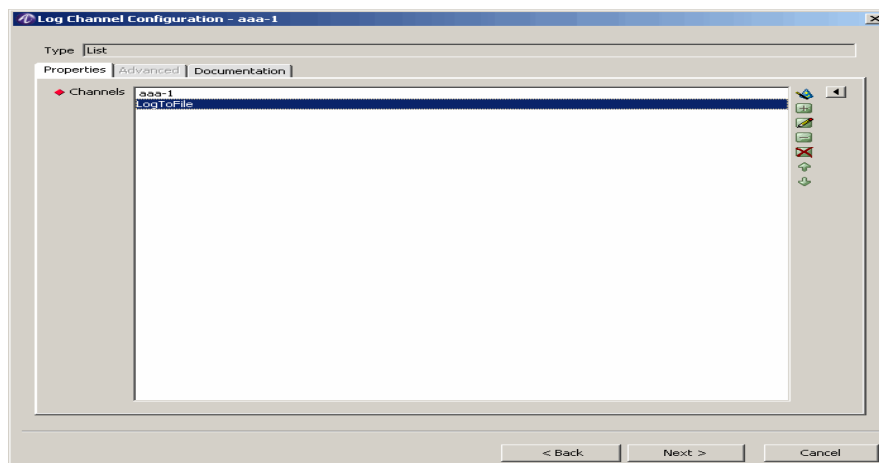 Log Channel Configuration - aaa-1
Type List
Properties Advanced Documentation
Channels aaa-1
LogToFile
< Back Next > Cancel